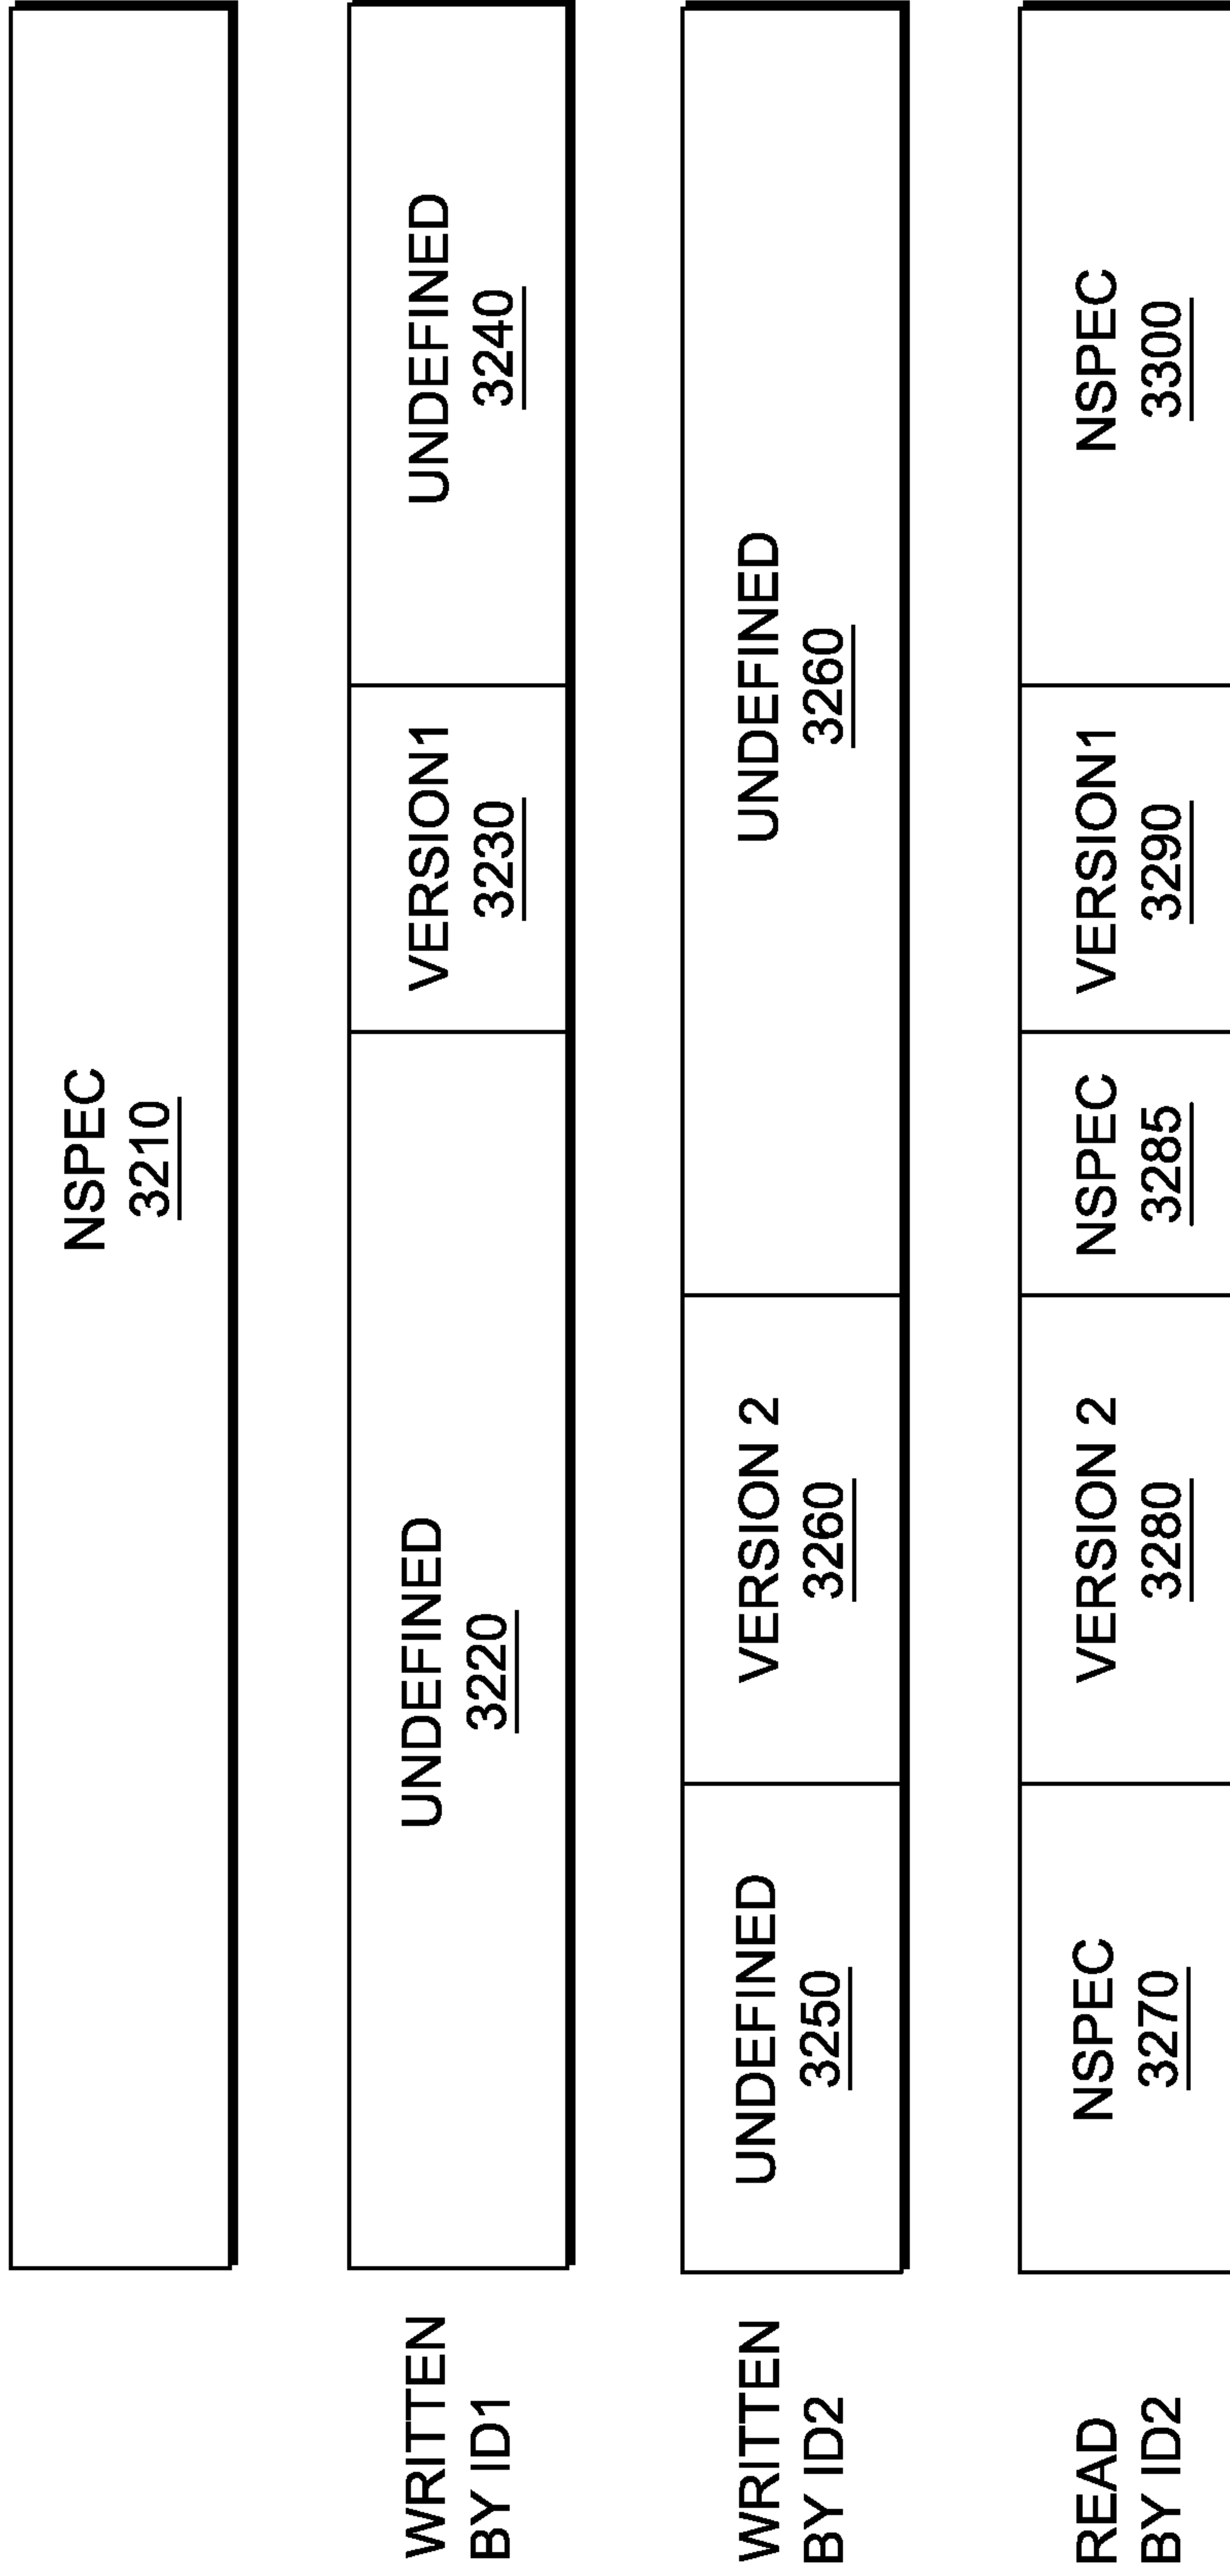 NSPEC
3210
WRITTEN
BY ID1
UNDEFINED
3220
VERSION1
3230
UNDEFINED
3240
WRITTEN
BY ID2
UNDEFINED
3250
VERSION 2
3260
UNDEFINED
3260
READ
BY ID2
NSPEC
3270
VERSION 2
3280
NSPEC
3285
VERSION1
3290
NSPEC
3300